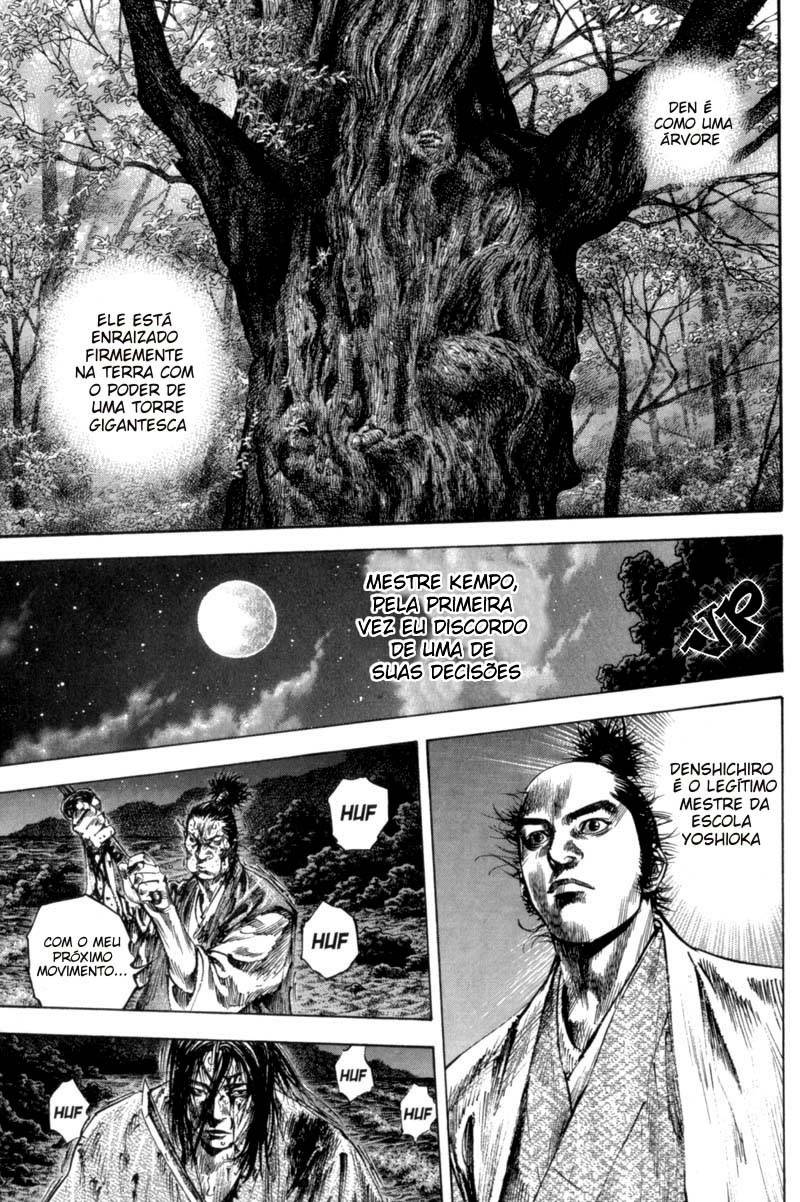 DEN É
COMO UMA
ÁRVORE
ELE ESTÁ
ENRAIZADO
FIRMEMENTE
NA TERRA COM
O PODER DE
UMA TORRE
GIGANTESCA
MESTRE KEMPO,
PELA PRIMEIRA
VEZ EU DISCORDO
DE UMA DE
SUAS DECISÕES
UP
DENSHICHIRO
É O LEGÍTIMO
MESTRE DA
ESCOLA
YOSHIOKA
HUF
HUF
COM O MEU
PRÓXIMO
MOVIMENTO...
HUF
HUF
HUF